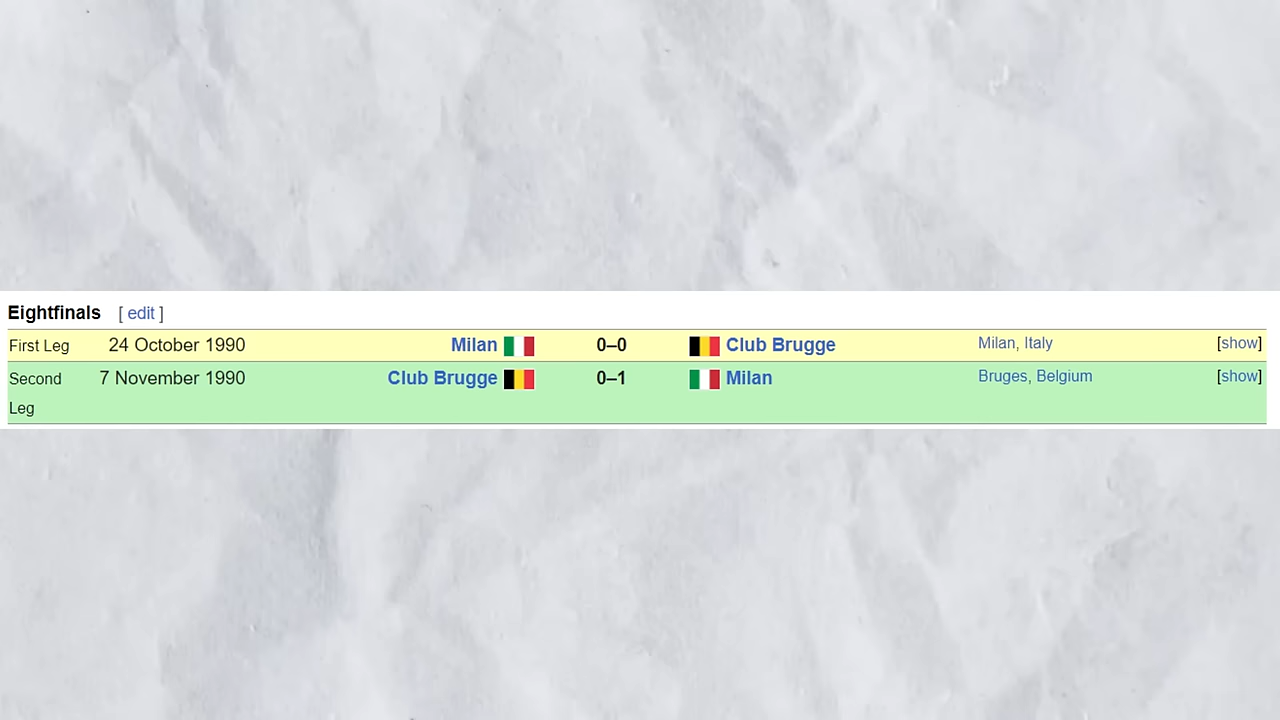 Eightfinals [ edit ]
First Leg 24 October 1990 Milan 0–0 Club Brugge Milan, Italy [show]
Second Leg 7 November 1990 Club Brugge 0–1 Milan Bruges, Belgium [show]